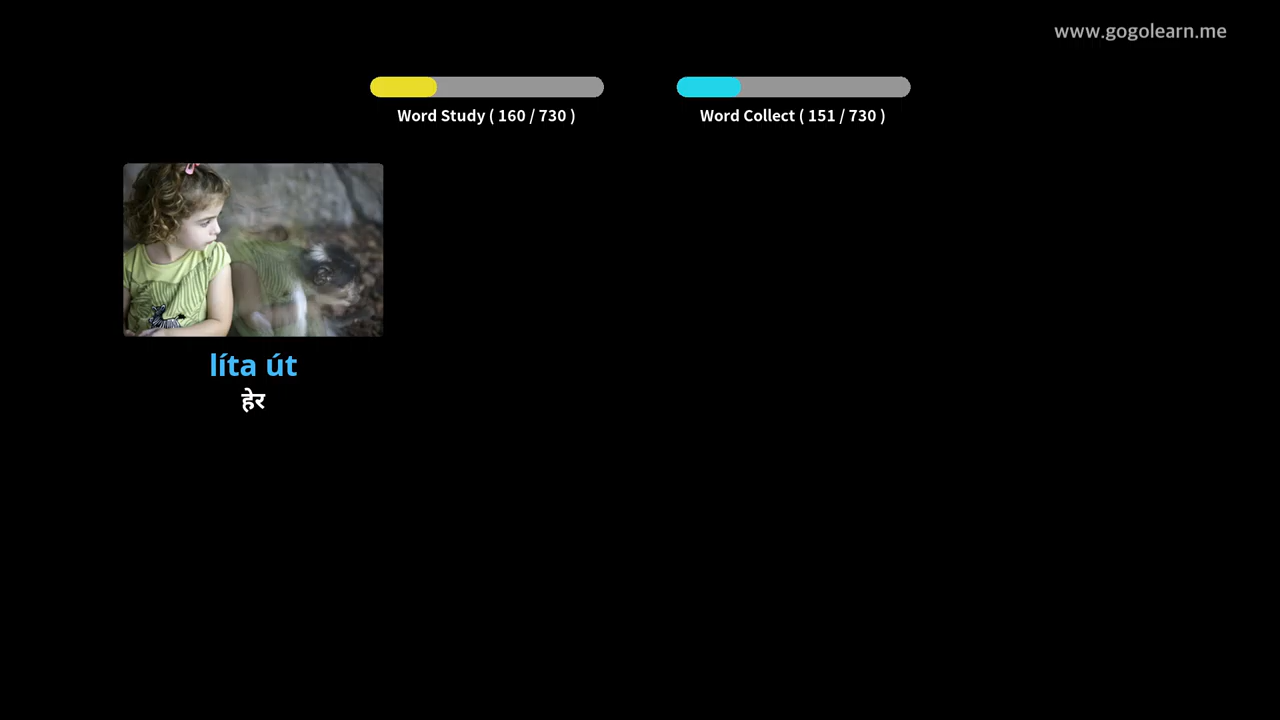 www.gogolearn.me
Word Study ( 160 / 730 )
Word Collect ( 151 / 730 )
líta út
हेर